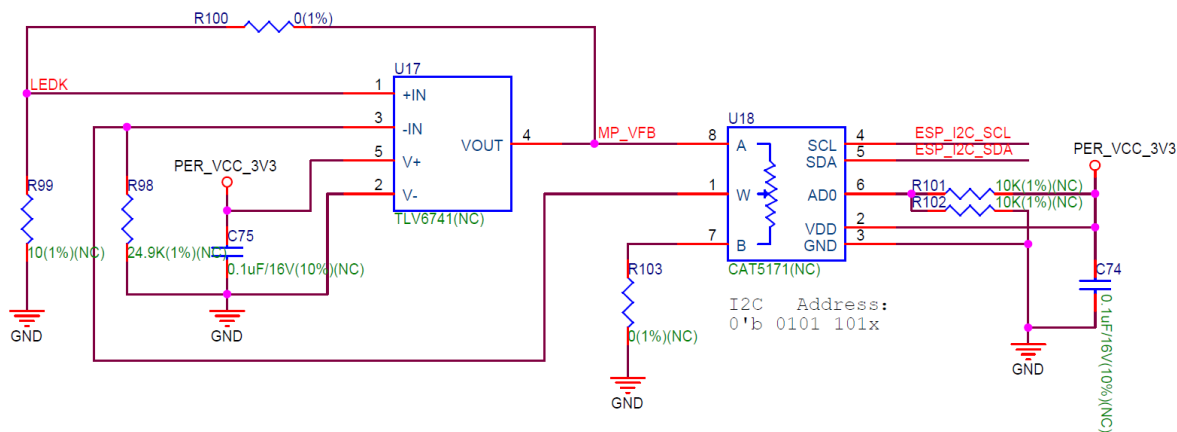 R100 0(1%)
LEDK
U17
1 +IN
3 -IN
5 V+
2 V-
VOUT 4
TLV6741(NC)
MP_VFB
PER_VCC_3V3
R99
10(1%)(NC)
R98
24.9K(1%)(NC)
C75
0.1uF/16V(10%)(NC)
GND
GND
U18
8 A
1 W
7 B
SCL 4
SDA 5
AD0 6
VDD 2
GND 3
CAT5171(NC)
ESP_I2C_SCL
ESP_I2C_SDA
PER_VCC_3V3
R101 10K(1%)(NC)
R102 10K(1%)(NC)
C74
0.1uF/16V(10%)(NC)
R103
0(1%)(NC)
I2C Address:
0'b 0101 101x
GND
GND